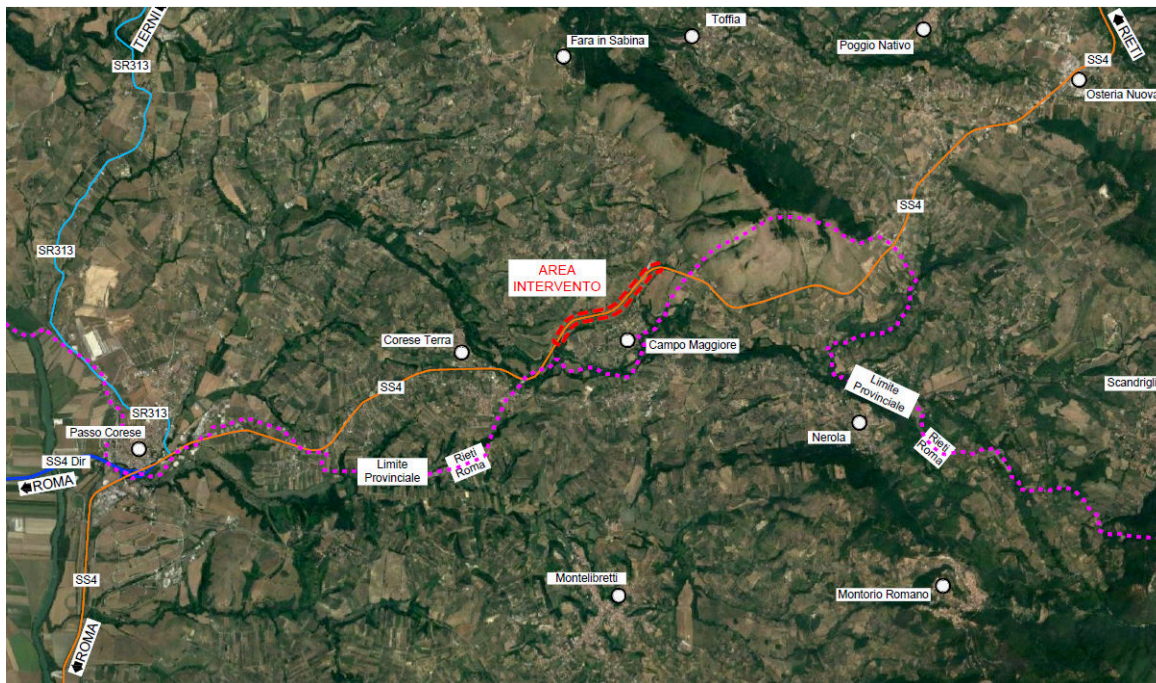 TERNI
SR313
Fara in Sabina
Toffia
Poggio Nativo
RIETI
SS4
Osteria Nuova
SS4
SR313
AREA
INTERVENTO
Corese Terra
Campo Maggiore
SS4
Limite
Provinciale
Scandrigli
SR313
Passo Corese
SS4 Dir
ROMA
Limite
Provinciale
Rieti
Roma
Nerola
Rieti
Roma
SS4
Montelibretti
Montorio Romano
ROMA